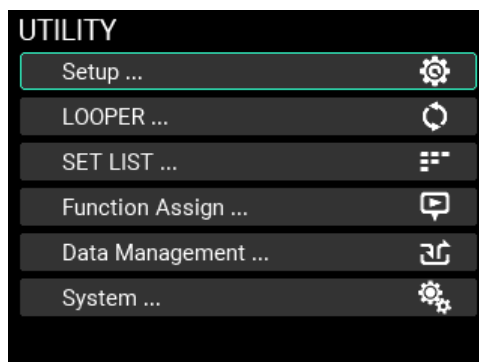 UTILITY
Setup ...
LOOPER ...
SET LIST ...
Function Assign ...
Data Management ...
System ...